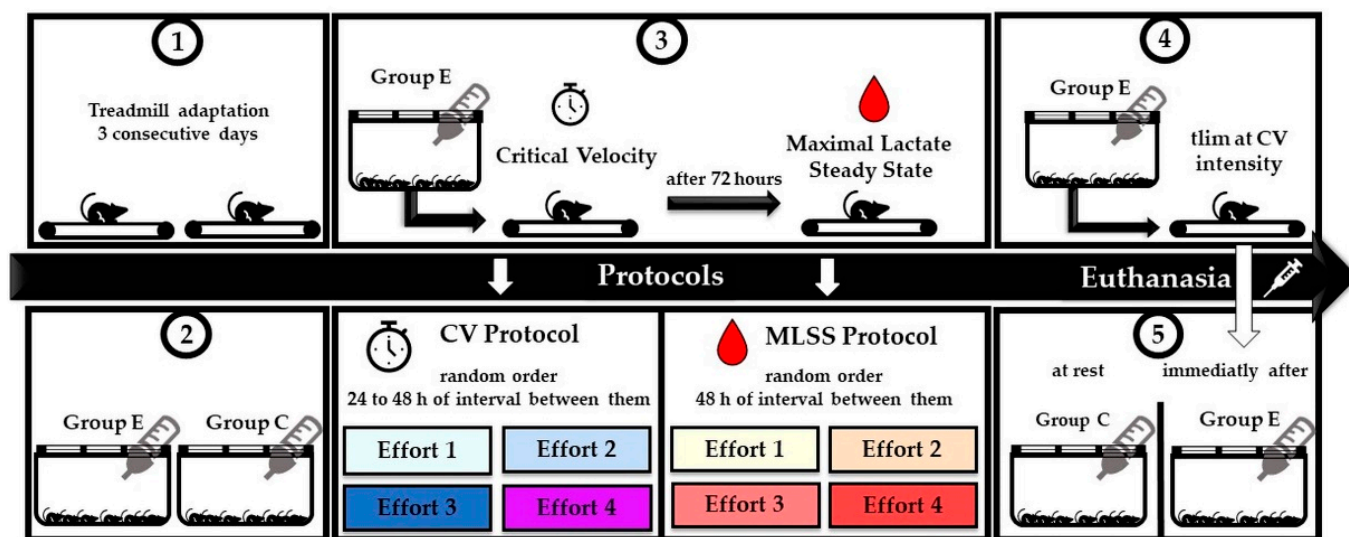 1
Treadmill adaptation
3 consecutive days
3
Group E
Critical Velocity
after 72 hours
Maximal Lactate
Steady State
4
Group E
tlim at CV
intensity
Protocols
Euthanasia
2
Group E
Group C
CV Protocol
random order
24 to 48 h of interval between them
Effort 1
Effort 2
Effort 3
Effort 4
MLSS Protocol
random order
48 h of interval between them
Effort 1
Effort 2
Effort 3
Effort 4
5
at rest
immediatly after
Group C
Group E